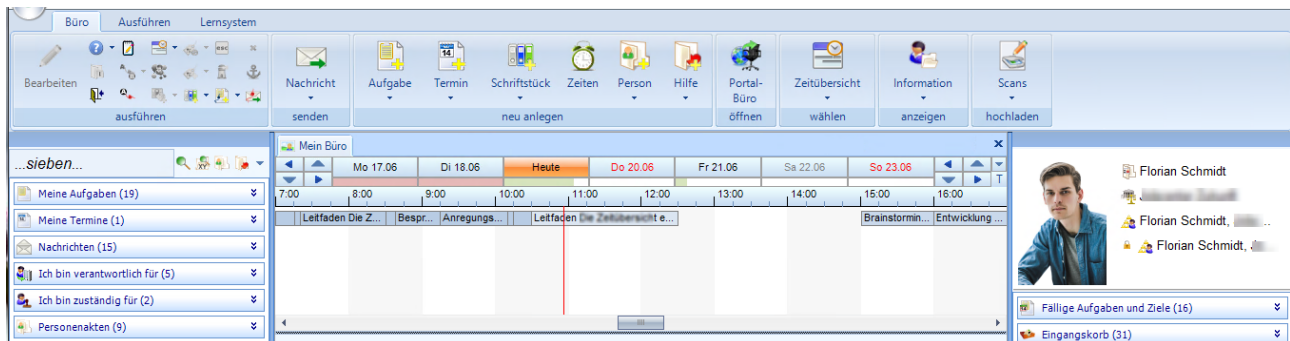 Büro Ausführen Lernsystem
Bearbeiten
esc
Nachricht Aufgabe Termin Schriftstück Zeiten Person Hilfe Portal-Büro Zeitübersicht Information Scans
14
ausführen senden neu anlegen öffnen wählen anzeigen hochladen
...sieben...
Meine Aufgaben (19)
Meine Termine (1)
Nachrichten (15)
Ich bin verantwortlich für (5)
Ich bin zuständig für (2)
Personenakten (9)
Mein Büro
Mo 17.06 Di 18.06 Heute Do 20.06 Fr 21.06 Sa 22.06 So 23.06
T
7:00 8:00 9:00 10:00 11:00 12:00 13:00 14:00 15:00 16:00
Leitfaden Die Z... Bespr... Anregungs... Leitfaden Die Zeitübersicht e... Brainstormin... Entwicklung ...
Florian Schmidt
Florian Schmidt,
Florian Schmidt,
Fällige Aufgaben und Ziele (16)
Eingangskorb (31)